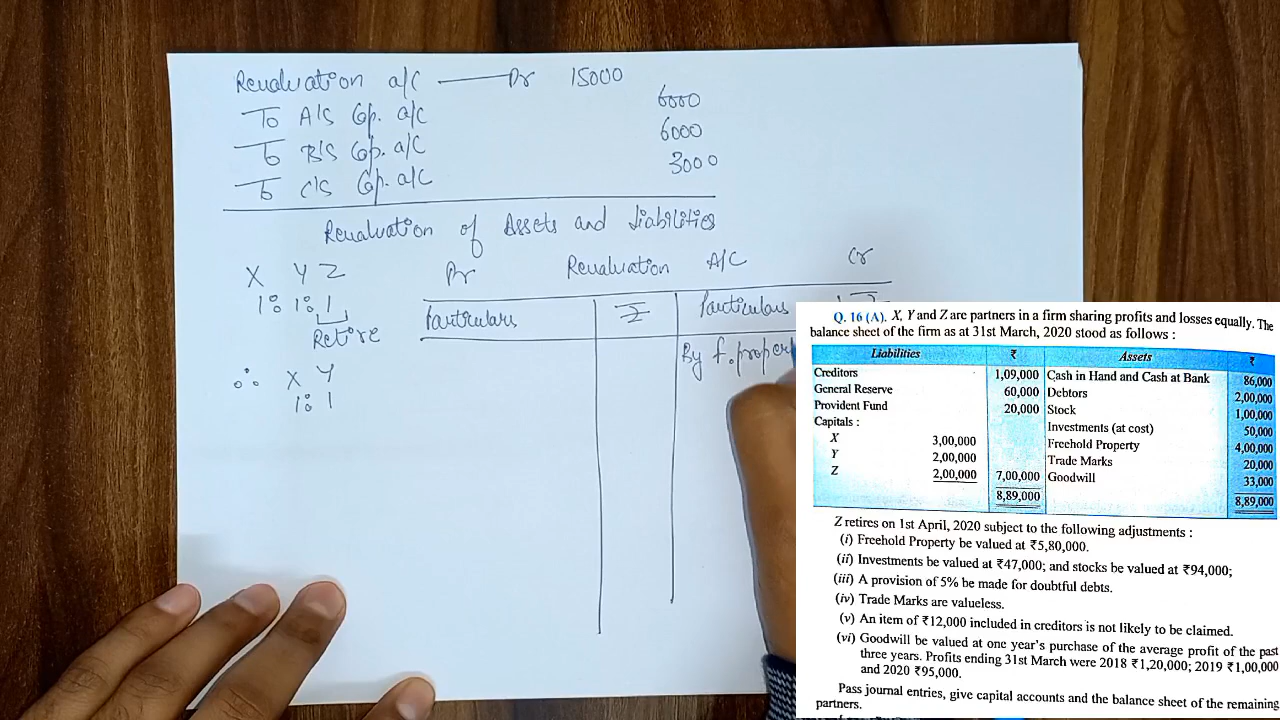 Revaluation a/c —— Dr 15000
To A's Cap. a/c 6000
To B's Cap. a/c 6000
To C's Cap. a/c 3000
Revaluation of Assets and Liabilities
X Y Z
1:1:1
Retire
∴ X Y
1:1
Dr Revaluation A/C Cr
Particulars ₹ Particulars
By f. proper
Q. 16 (A). X, Y and Z are partners in a firm sharing profits and losses equally. The
balance sheet of the firm as at 31st March, 2020 stood as follows :
Liabilities ₹ Assets ₹
Creditors 1,09,000 Cash in Hand and Cash at Bank 86,000
General Reserve 60,000 Debtors 2,00,000
Provident Fund 20,000 Stock 1,00,000
Capitals : Investments (at cost) 50,000
X 3,00,000 Freehold Property 4,00,000
Y 2,00,000 Trade Marks 20,000
Z 2,00,000 7,00,000 Goodwill 33,000
8,89,000 8,89,000
Z retires on 1st April, 2020 subject to the following adjustments :
(i) Freehold Property be valued at ₹5,80,000.
(ii) Investments be valued at ₹47,000; and stocks be valued at ₹94,000;
(iii) A provision of 5% be made for doubtful debts.
(iv) Trade Marks are valueless.
(v) An item of ₹12,000 included in creditors is not likely to be claimed.
(vi) Goodwill be valued at one year's purchase of the average profit of the past
three years. Profits ending 31st March were 2018 ₹1,20,000; 2019 ₹1,00,000
and 2020 ₹95,000.
Pass journal entries, give capital accounts and the balance sheet of the remaining
partners.